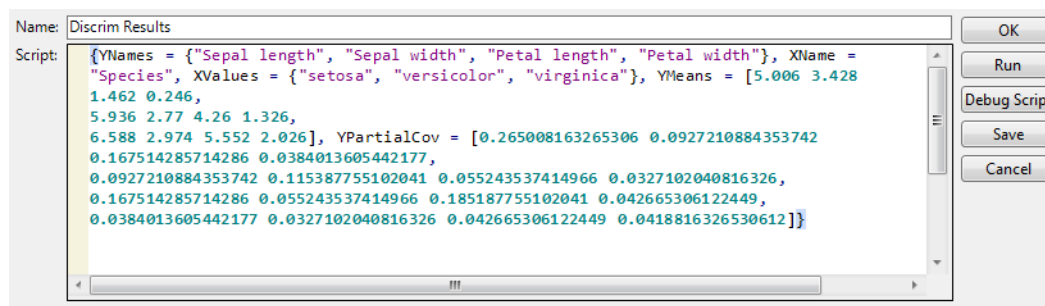 Name: Discrim Results
OK
Script: {YNames = {"Sepal length", "Sepal width", "Petal length", "Petal width"}, XName =
"Species", XValues = {"setosa", "versicolor", "virginica"}, YMeans = [5.006 3.428
1.462 0.246,
5.936 2.77 4.26 1.326,
6.588 2.974 5.552 2.026], YPartialCov = [0.265008163265306 0.0927210884353742
0.167514285714286 0.0384013605442177,
0.0927210884353742 0.115387755102041 0.055243537414966 0.0327102040816326,
0.167514285714286 0.055243537414966 0.185187755102041 0.042665306122449,
0.0384013605442177 0.0327102040816326 0.042665306122449 0.0418816326530612]}
Run
Debug Scrip
Save
Cancel